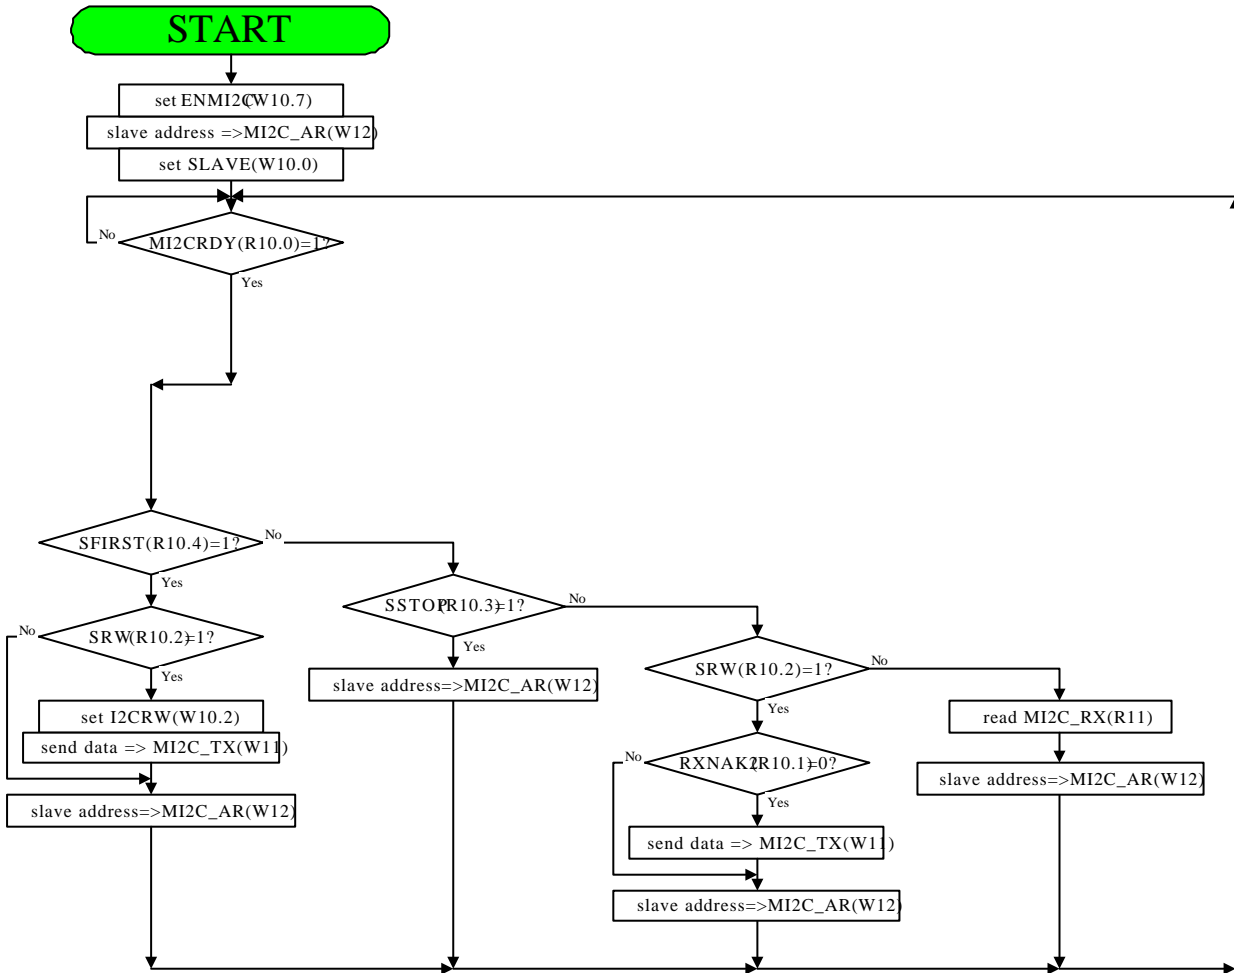 START
set ENMI2C(W10.7)
slave address =>MI2C_AR(W12)
set SLAVE(W10.0)
No
MI2CRDY(R10.0)=1?
Yes
SFIRST(R10.4)=1?
No
Yes
SSTOP(R10.3)=1?
No
Yes
No
SRW(R10.2)=1?
Yes
SRW(R10.2)=1?
No
Yes
slave address=>MI2C_AR(W12)
set I2CRW(W10.2)
send data => MI2C_TX(W11)
read MI2C_RX(R11)
No
RXNAK2(R10.1)=0?
Yes
slave address=>MI2C_AR(W12)
slave address=>MI2C_AR(W12)
send data => MI2C_TX(W11)
slave address=>MI2C_AR(W12)